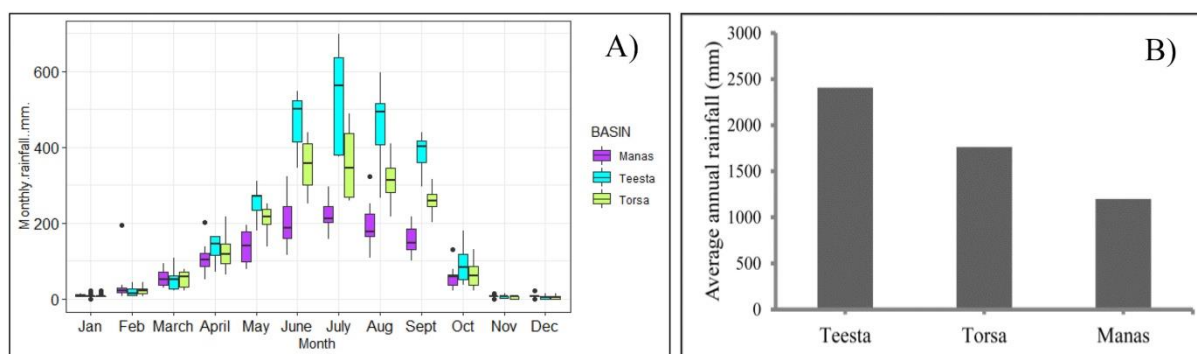 A)
Monthly.rainfall..mm.
600
400
200
0
Jan Feb March April May June July Aug Sept Oct Nov Dec
Month
BASIN
Manas
Teesta
Torsa
B)
Average annual rainfall (mm)
3000
2500
2000
1500
1000
500
0
Teesta Torsa Manas